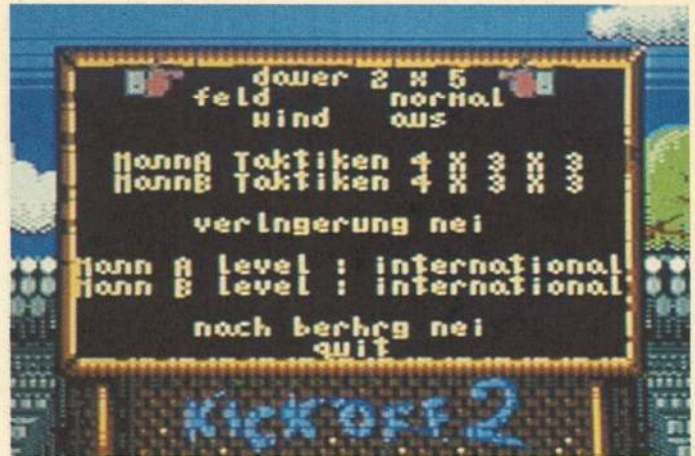 dauer 2 x 5
feld normal
wind aus
MannA Taktiken 4 X 3 X 3
MannB Taktiken 4 X 3 X 3
verlngerung nei
Mann A level : international
Mann B level : international
nach berhrg nei
quit
KICK OFF 2